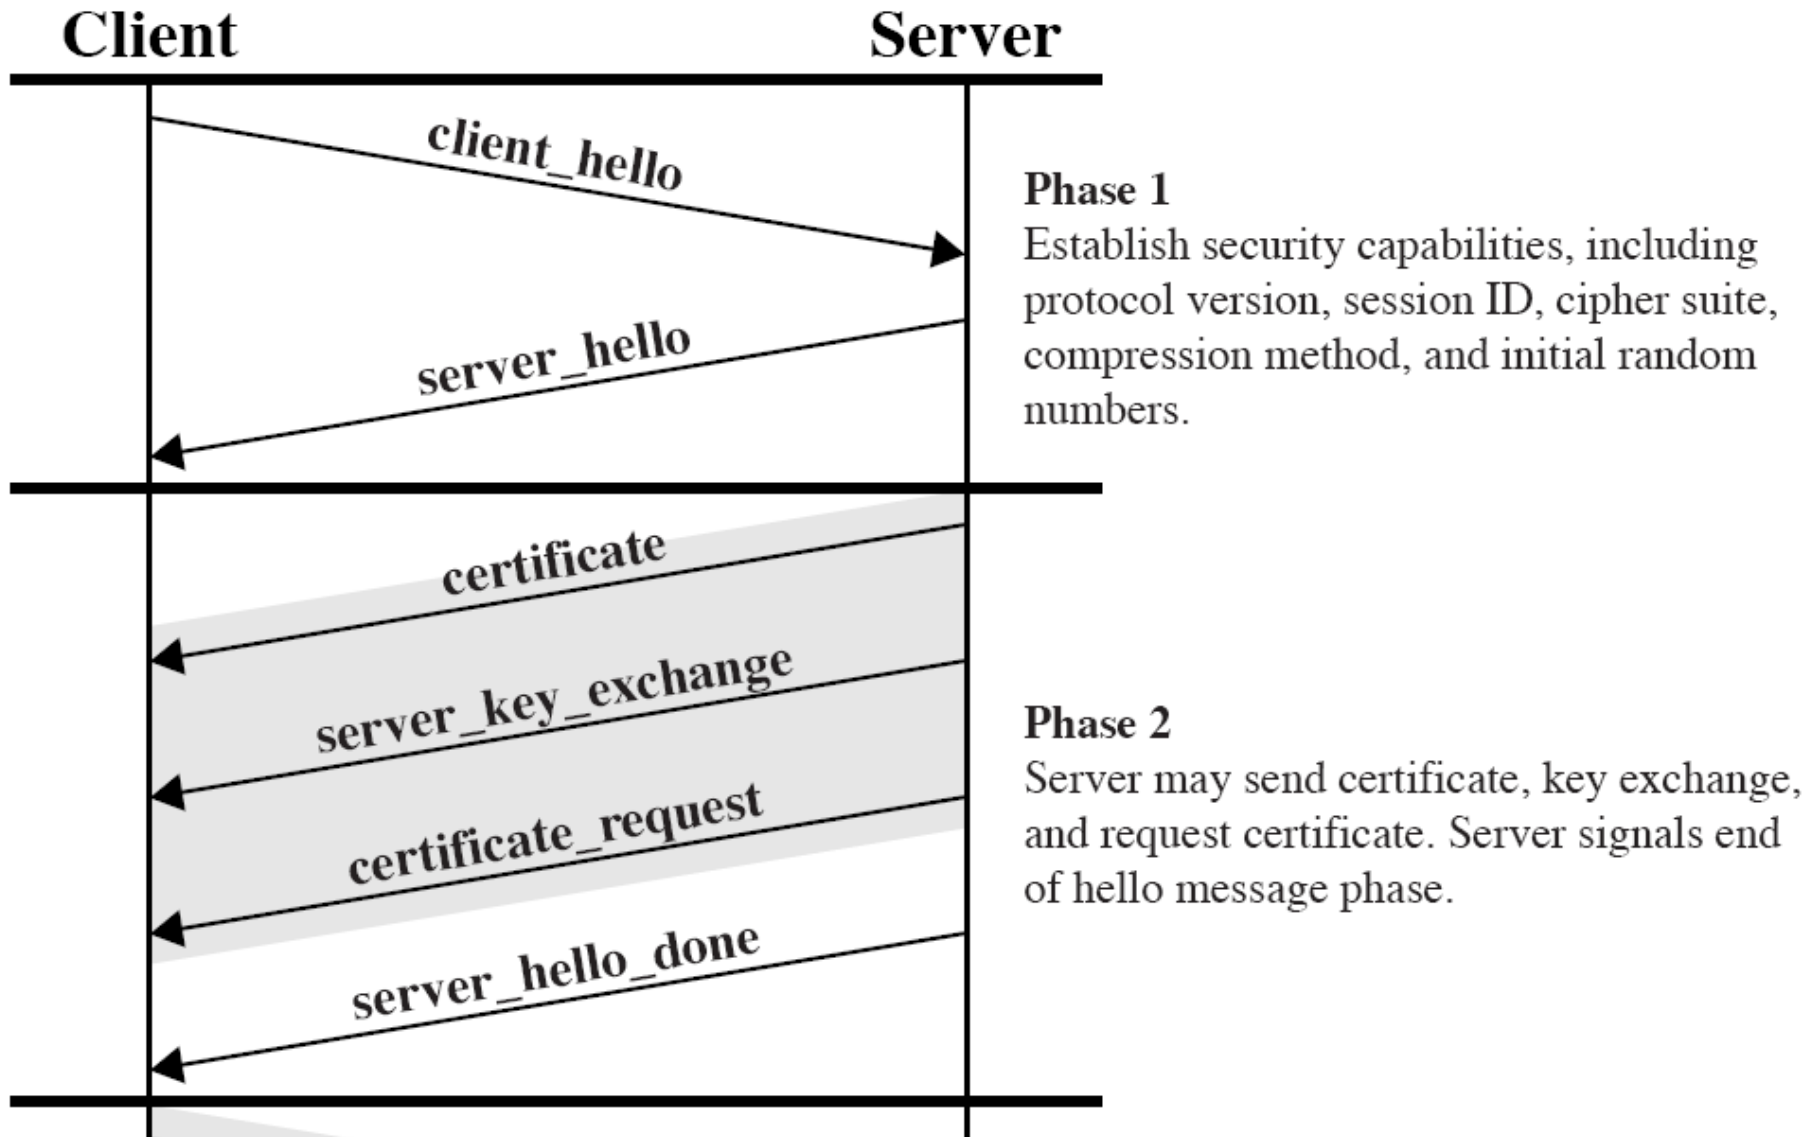 Client
Server
client_hello
Phase 1
Establish security capabilities, including
protocol version, session ID, cipher suite,
compression method, and initial random
numbers.
server_hello
certificate
server_key_exchange
certificate_request
server_hello_done
Phase 2
Server may send certificate, key exchange,
and request certificate. Server signals end
of hello message phase.